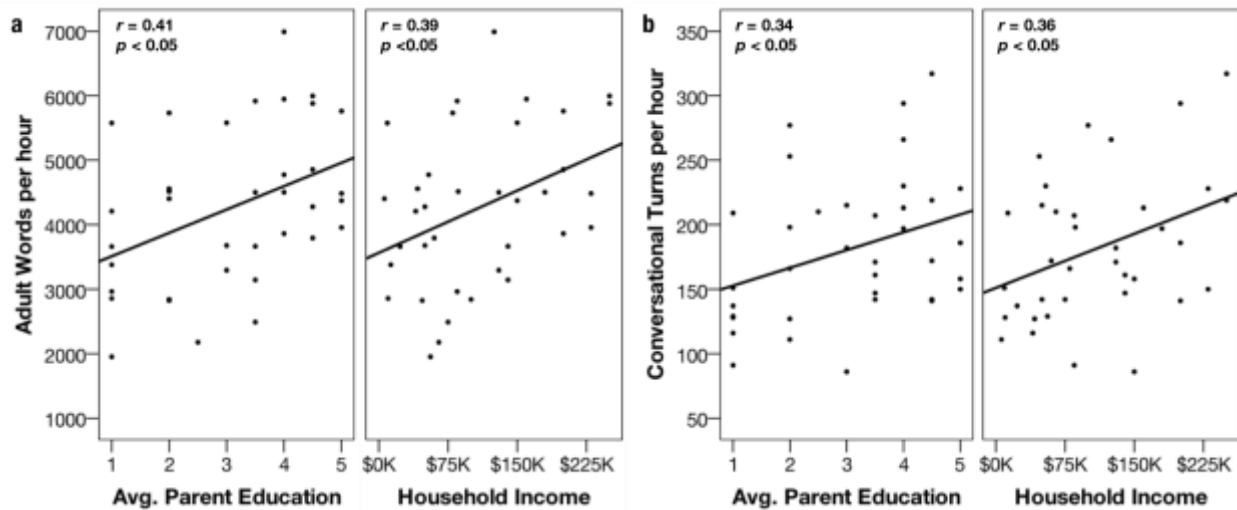 a
r = 0.41
p < 0.05
r = 0.39
p <0.05
Adult Words per hour
7000
6000
5000
4000
3000
2000
1000
1 2 3 4 5
$0K $75K $150K $225K
Avg. Parent Education
Household Income
b
r = 0.34
p < 0.05
r = 0.36
p < 0.05
Conversational Turns per hour
350
300
250
200
150
100
50
1 2 3 4 5
$0K $75K $150K $225K
Avg. Parent Education
Household Income